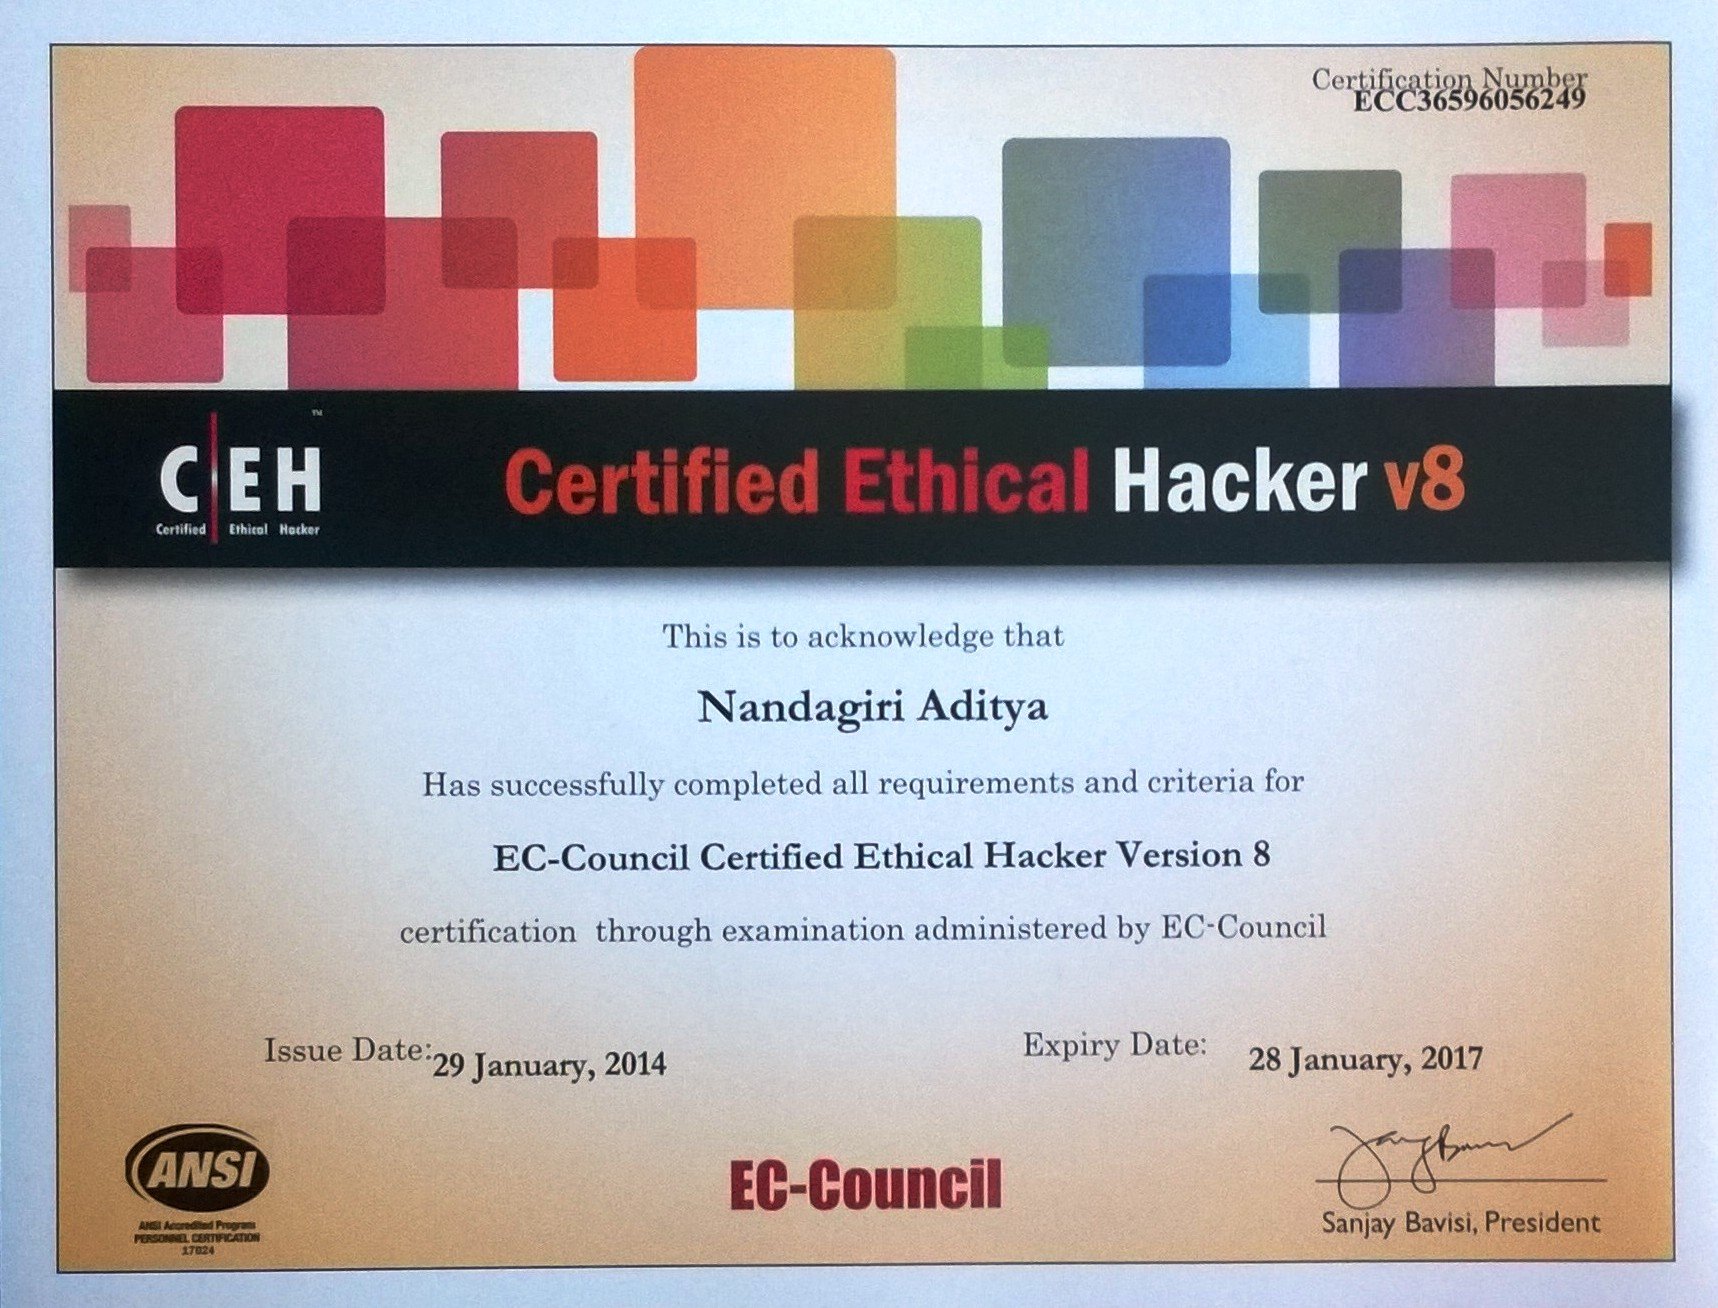 Certification Number
ECC36596056249
C EH ™
Certified Ethical Hacker
Certified Ethical Hacker v8
This is to acknowledge that
Nandagiri Aditya
Has successfully completed all requirements and criteria for
EC-Council Certified Ethical Hacker Version 8
certification through examination administered by EC-Council
Issue Date: 29 January, 2014
Expiry Date: 28 January, 2017
ANSI
ANSI Accredited Program
PERSONNEL CERTIFICATION
17024
EC-Council
Sanjay Bavisi, President